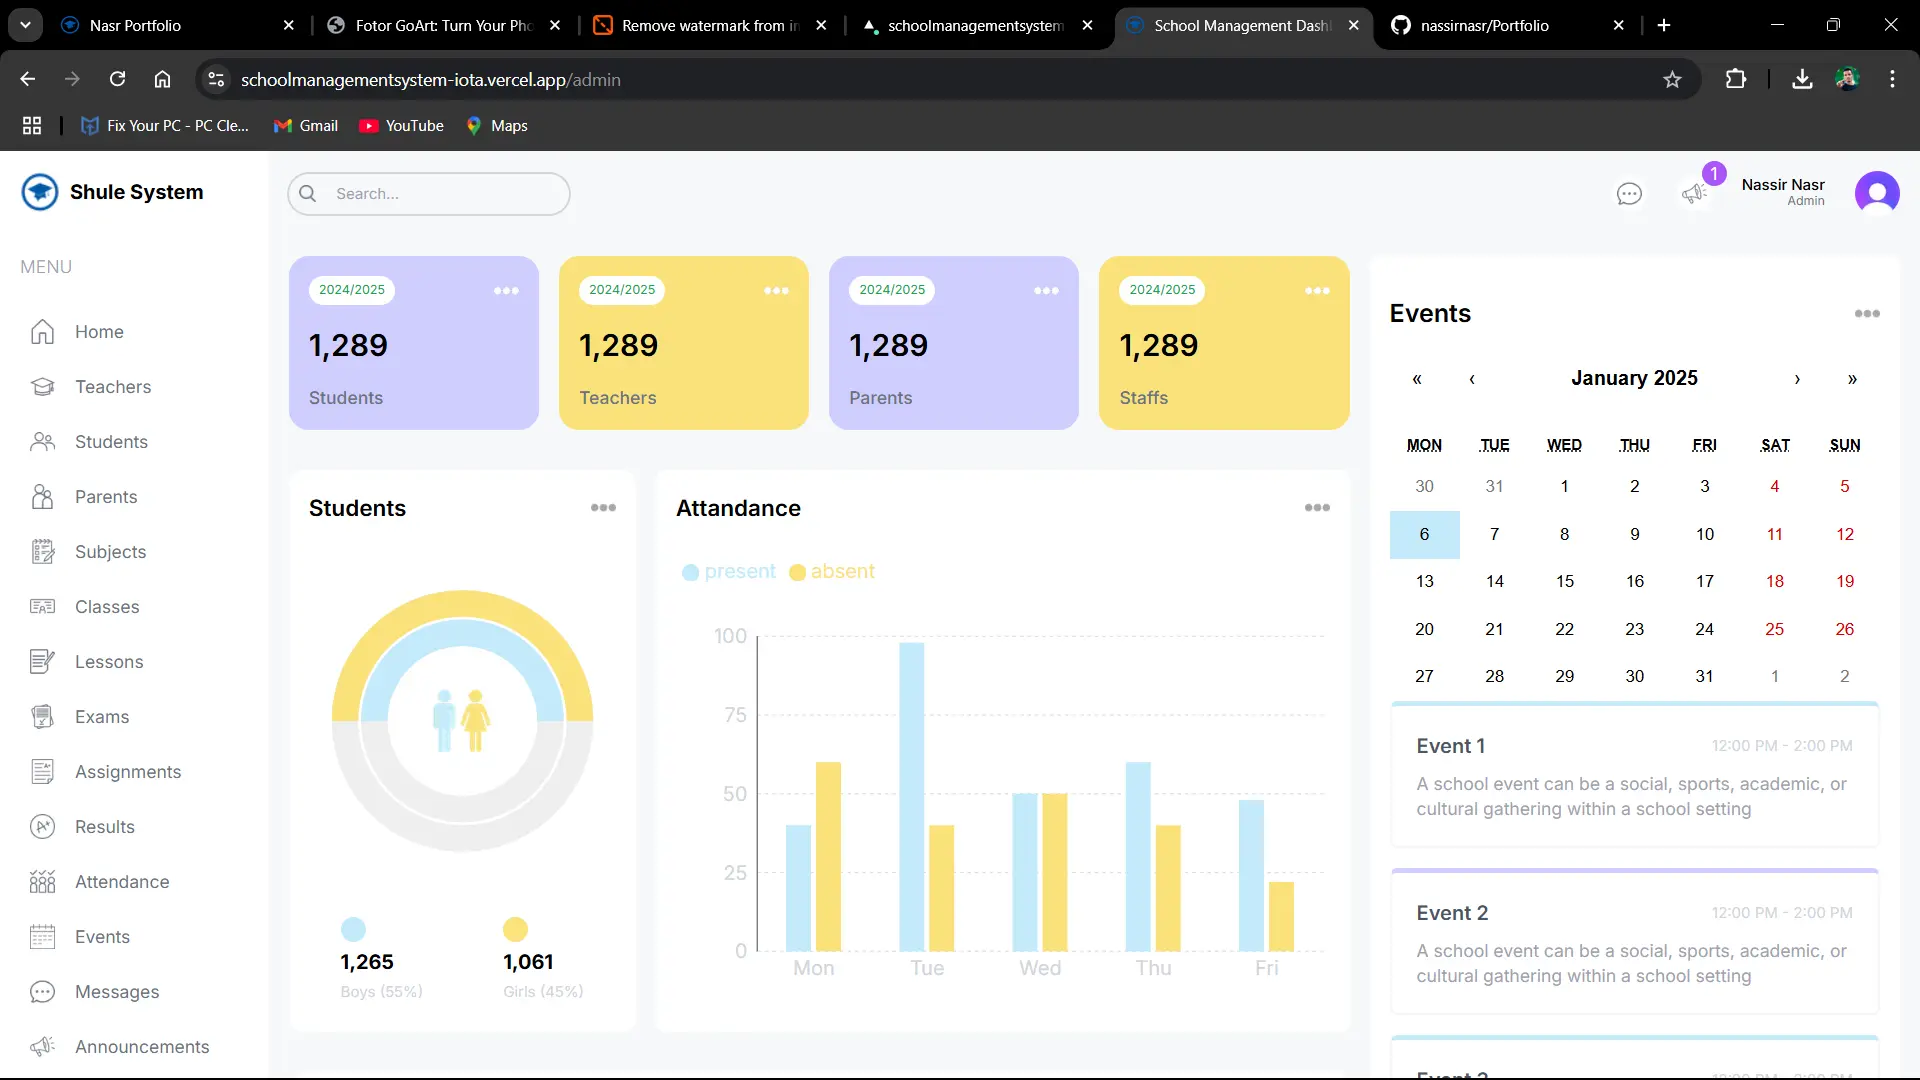 Nasr Portfolio
Fotor GoArt: Turn Your Pho
Remove watermark from in
schoolmanagementsystem
School Management Dash
nassirnasr/Portfolio
schoolmanagementsystem-iota.vercel.app/admin
Fix Your PC - PC Cle...
Gmail
YouTube
Maps
Shule System
Search...
1
Nassir Nasr
Admin
MENU
Home
Teachers
Students
Parents
Subjects
Classes
Lessons
Exams
Assignments
Results
Attendance
Events
Messages
Announcements
2024/2025
1,289
Students
2024/2025
1,289
Teachers
2024/2025
1,289
Parents
2024/2025
1,289
Staffs
Students
1,265
Boys (55%)
1,061
Girls (45%)
Attandance
present absent
100
75
50
25
0
Mon Tue Wed Thu Fri
Events
« ‹ January 2025 › »
MON TUE WED THU FRI SAT SUN
30 31 1 2 3 4 5
6 7 8 9 10 11 12
13 14 15 16 17 18 19
20 21 22 23 24 25 26
27 28 29 30 31 1 2
Event 1 12:00 PM - 2:00 PM
A school event can be a social, sports, academic, or
cultural gathering within a school setting
Event 2 12:00 PM - 2:00 PM
A school event can be a social, sports, academic, or
cultural gathering within a school setting